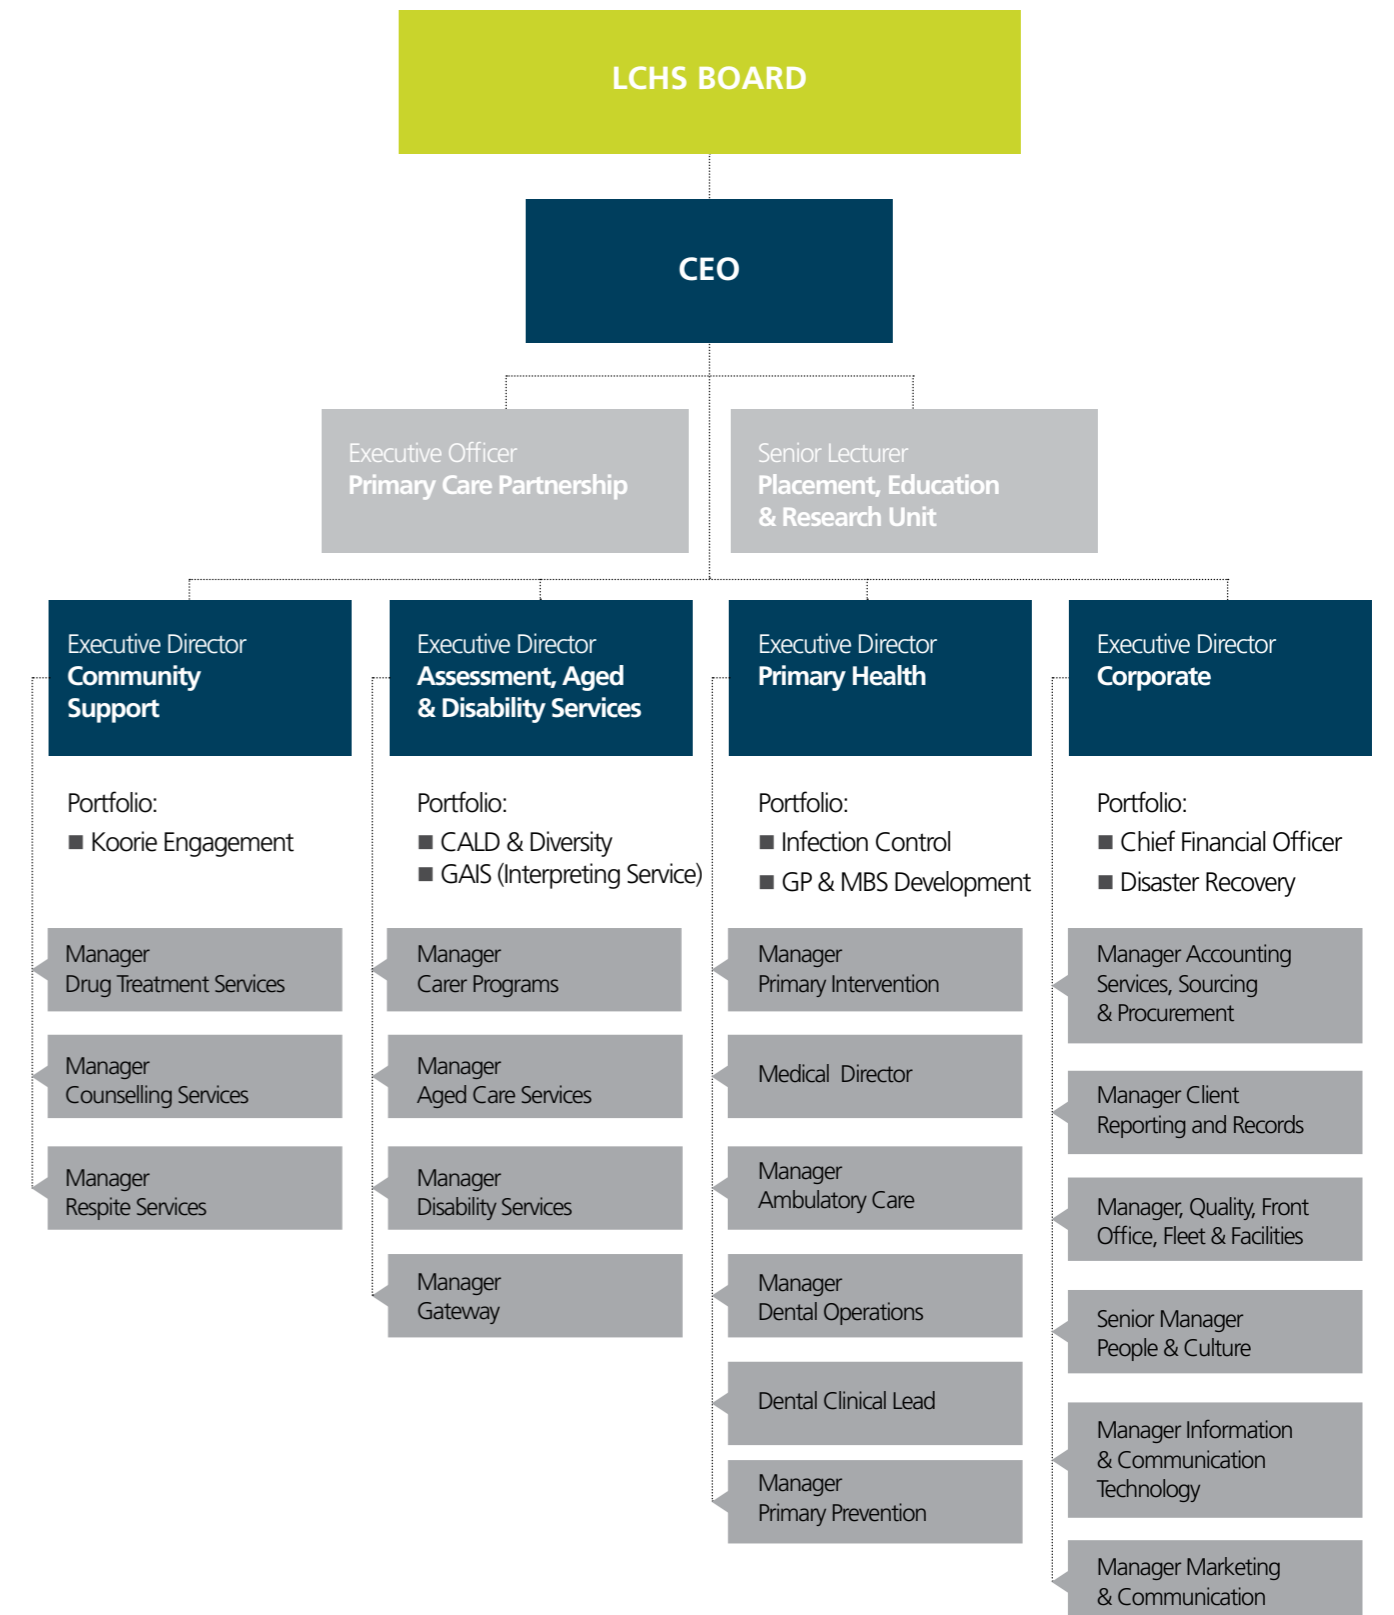 LCHS BOARD
CEO
Executive Officer
Primary Care Partnership
Senior Lecturer
Placement, Education
& Research Unit
Executive Director
Community
Support
Portfolio:
■ Koorie Engagement
Manager
Drug Treatment Services
Manager
Counselling Services
Manager
Respite Services
Executive Director
Assessment, Aged
& Disability Services
Portfolio:
■ CALD & Diversity
■ GAIS (Interpreting Service)
Manager
Carer Programs
Manager
Aged Care Services
Manager
Disability Services
Manager
Gateway
Executive Director
Primary Health
Portfolio:
■ Infection Control
■ GP & MBS Development
Manager
Primary Intervention
Medical Director
Manager
Ambulatory Care
Manager
Dental Operations
Dental Clinical Lead
Manager
Primary Prevention
Executive Director
Corporate
Portfolio:
■ Chief Financial Officer
■ Disaster Recovery
Manager Accounting
Services, Sourcing
& Procurement
Manager Client
Reporting and Records
Manager, Quality, Front
Office, Fleet & Facilities
Senior Manager
People & Culture
Manager Information
& Communication
Technology
Manager Marketing
& Communication